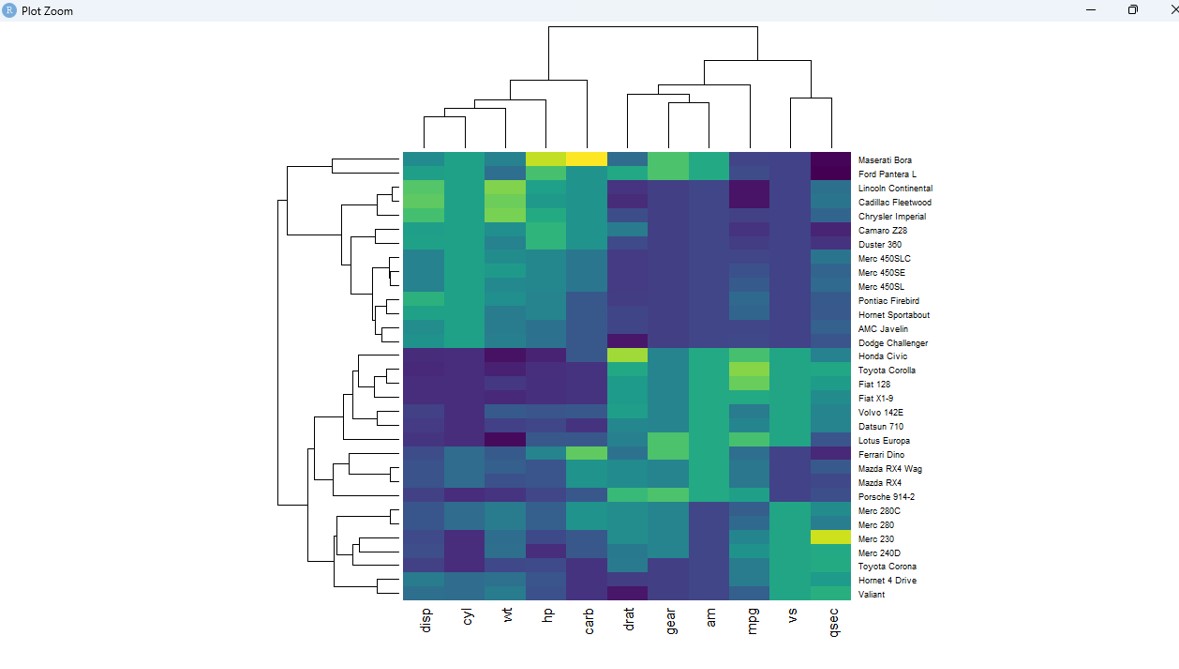 R Plot Zoom
Maserati Bora
Ford Pantera L
Lincoln Continental
Cadillac Fleetwood
Chrysler Imperial
Camaro Z28
Duster 360
Merc 450SLC
Merc 450SE
Merc 450SL
Pontiac Firebird
Hornet Sportabout
AMC Javelin
Dodge Challenger
Honda Civic
Toyota Corolla
Fiat 128
Fiat X1-9
Volvo 142E
Datsun 710
Lotus Europa
Ferrari Dino
Mazda RX4 Wag
Mazda RX4
Porsche 914-2
Merc 280C
Merc 280
Merc 230
Merc 240D
Toyota Corona
Hornet 4 Drive
Valiant
disp
cyl
wt
hp
carb
drat
gear
am
mpg
vs
qsec